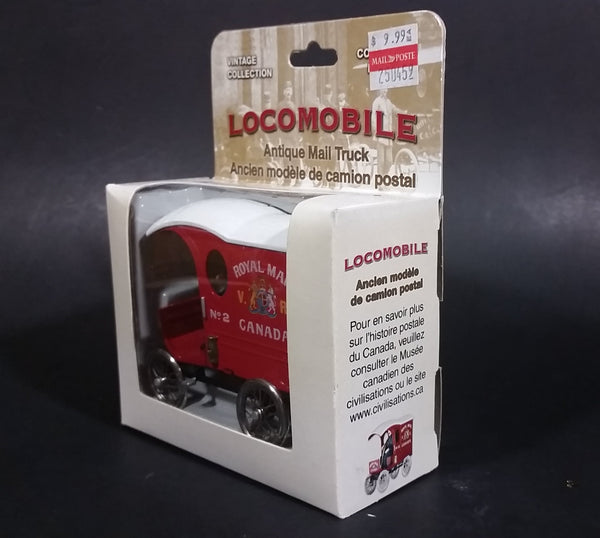 VINTAGE
COLLECTION
$ 9.99 EA
MAIL POSTE
250452
LOCOMOBILE
Antique Mail Truck
Ancien modèle de camion postal
ROYAL MAI
V. R
Nº2
CANADA
LOCOMOBILE
Ancien modèle
de camion postal
Pour en savoir plus
sur l'histoire postale
du Canada, veuillez
consulter le Musée
canadien des
civilisations ou le site
www.civilisations.ca